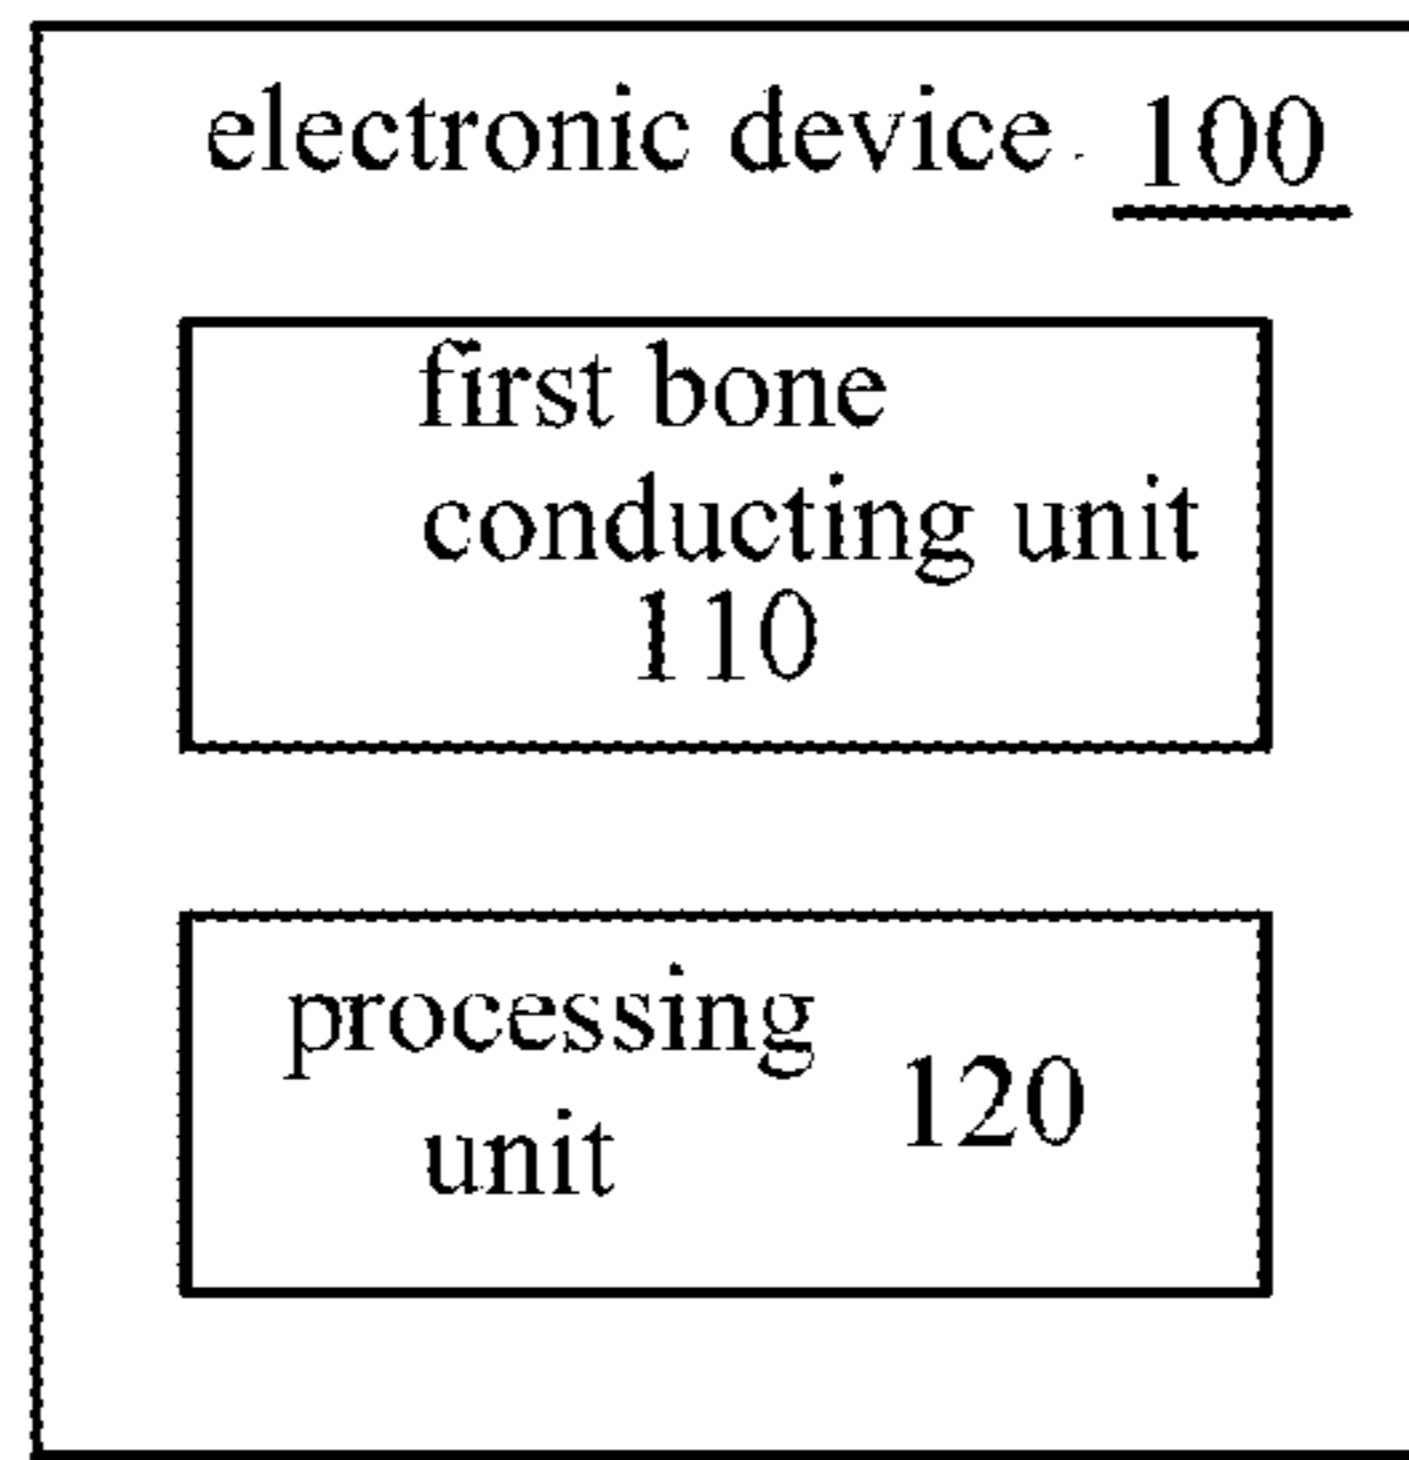 electronic device 100
first bone
conducting unit
110
processing
unit 120